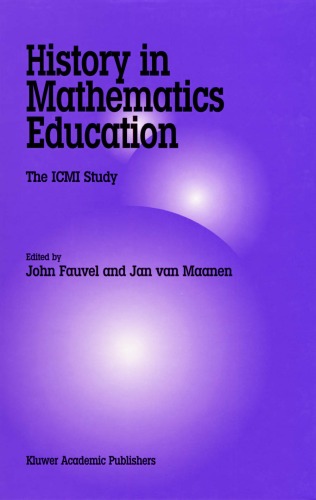 History in
Mathematics
Education
The ICMI Study
Edited by
John Fauvel and Jan van Maanen
Kluwer Academic Publishers